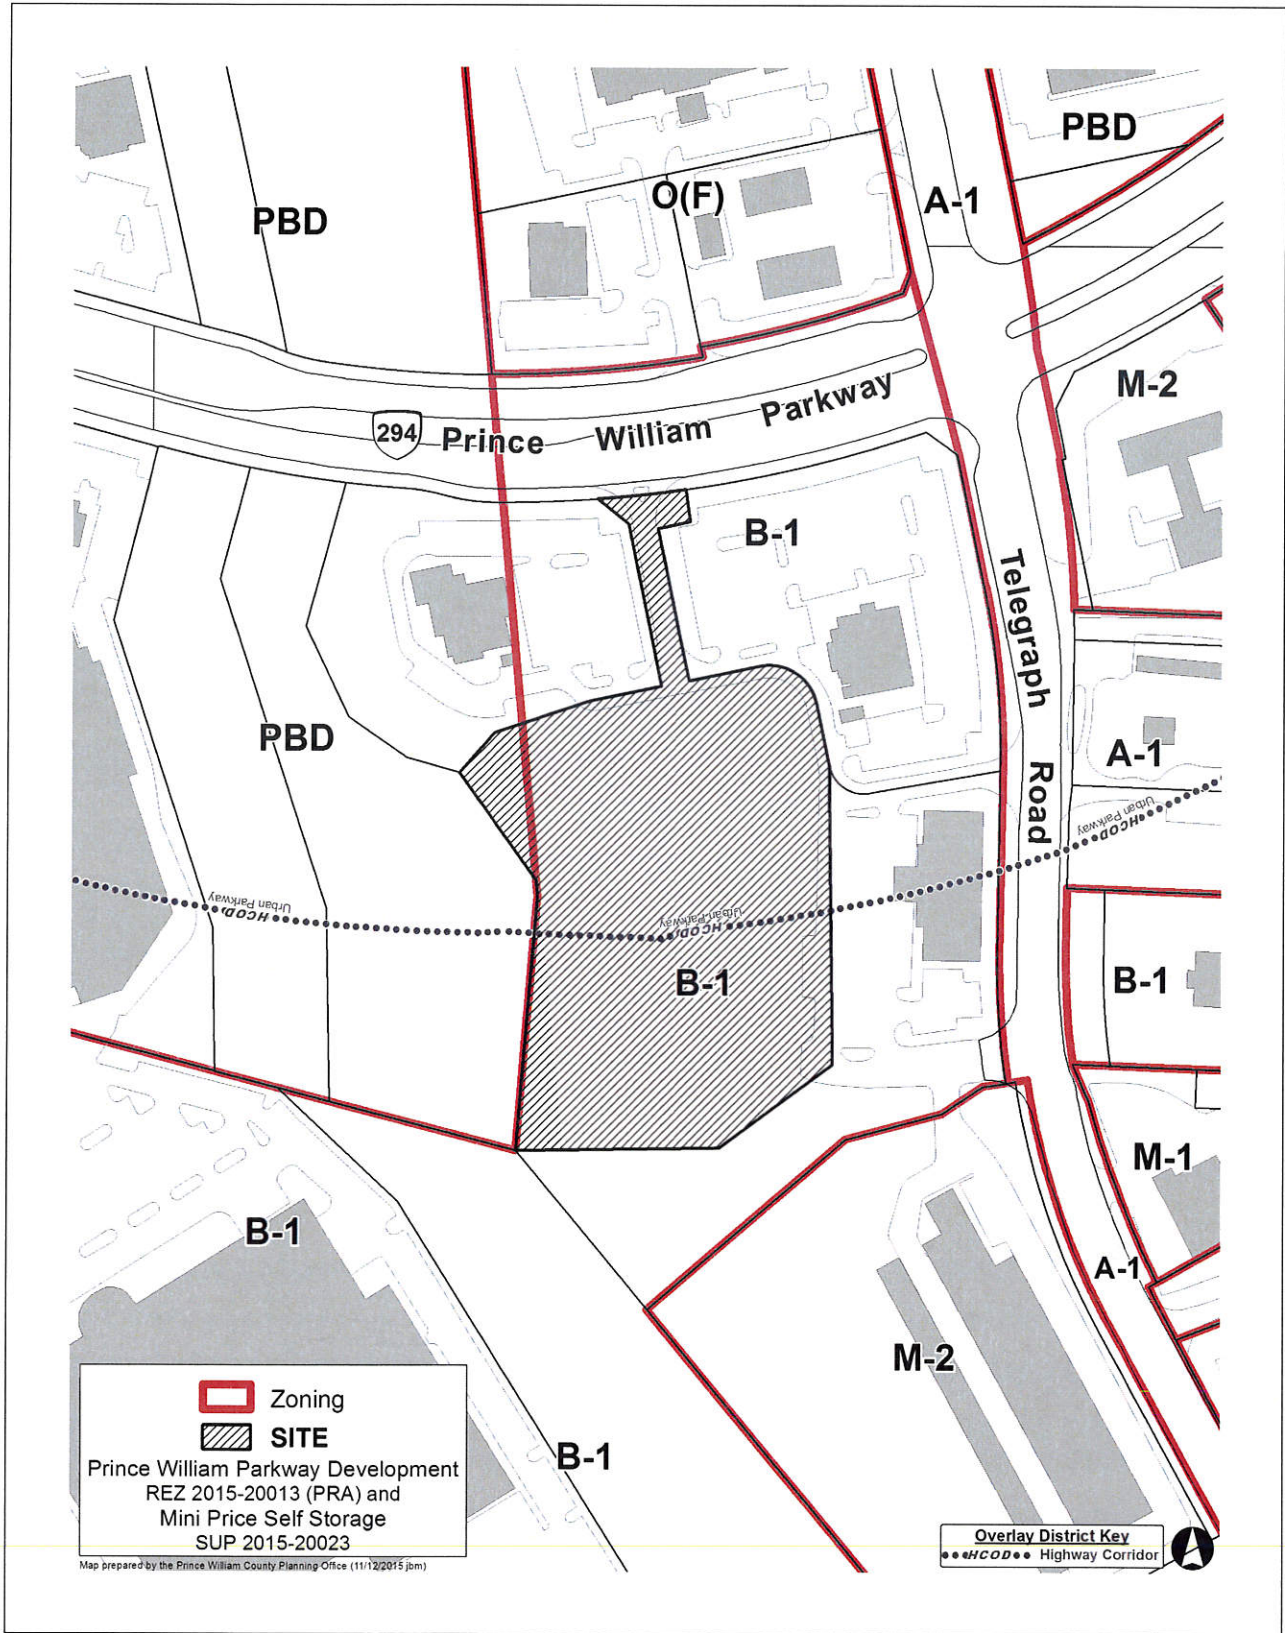 PBD
PBD
O(F)
A-1
M-2
294
Prince William Parkway
B-1
Telegraph Road
PBD
A-1
Urban Parkway
HCOD
Urban Parkway
HCOD
Urban Parkway
HCOD
B-1
B-1
M-1
B-1
A-1
M-2
B-1
Zoning
SITE
Prince William Parkway Development
REZ 2015-20013 (PRA) and
Mini Price Self Storage
SUP 2015-20023
Map prepared by the Prince William County Planning Office (11/12/2015 jbm)
Overlay District Key
HCOD Highway Corridor